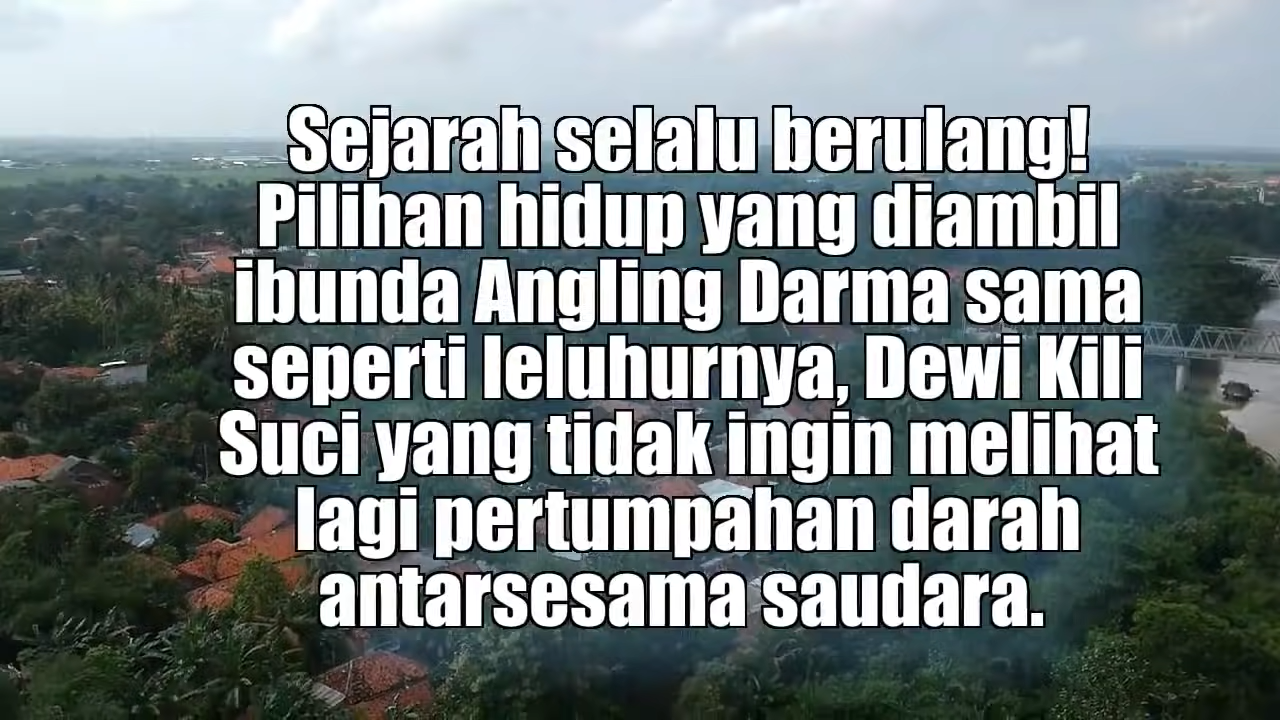 Sejarah selalu berulang!
Pilihan hidup yang diambil
ibunda Angling Darma sama
seperti leluhurnya, Dewi Kili
Suci yang tidak ingin melihat
lagi pertumpahan darah
antarsesama saudara.